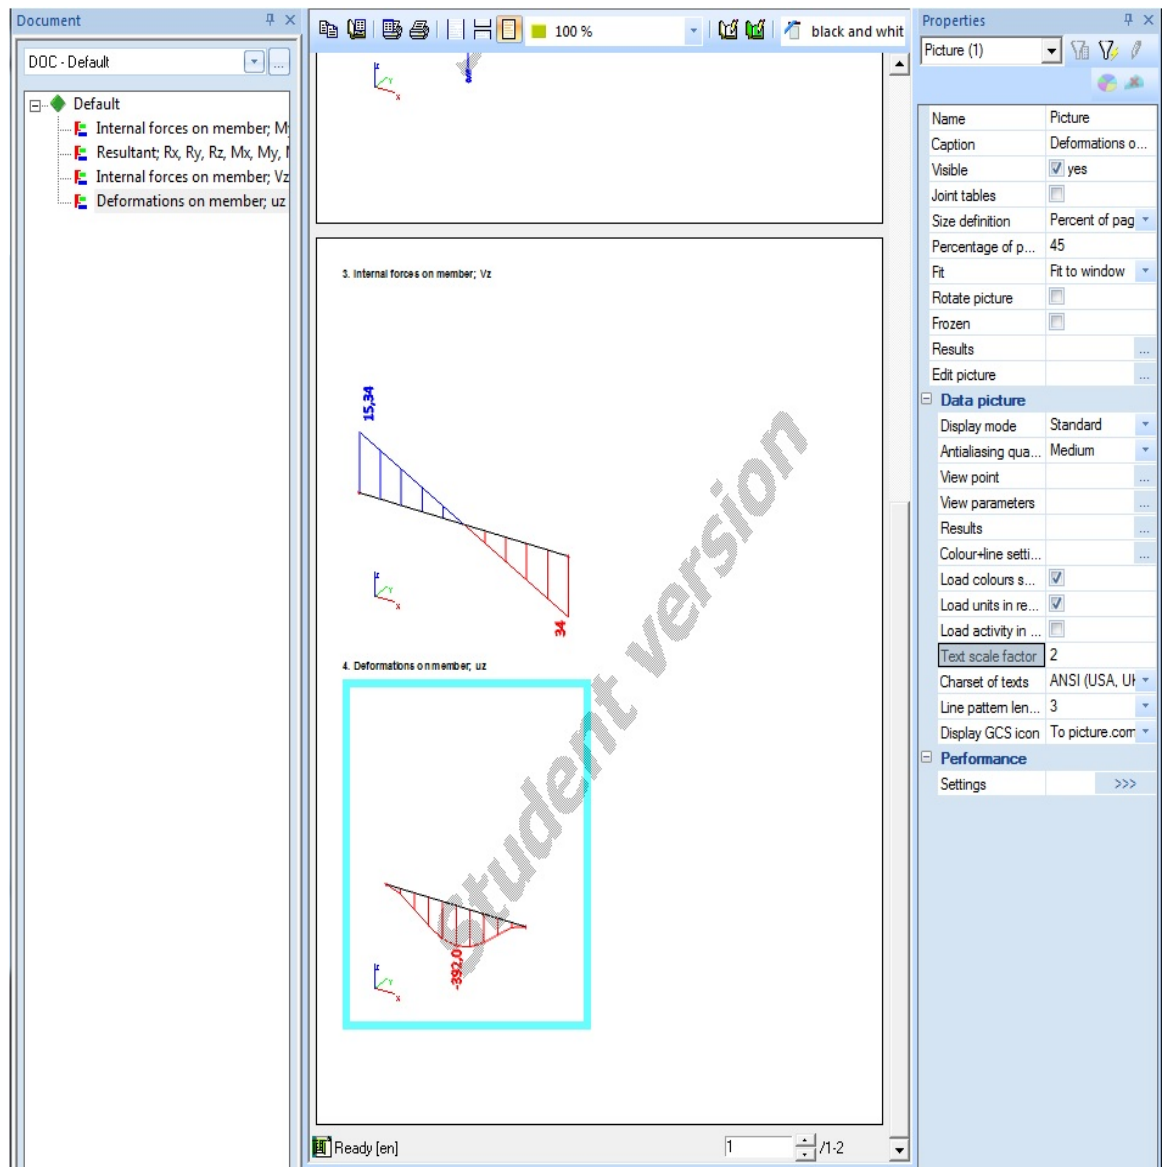 Document
DOC - Default
Default
Internal forces on member; My
Resultant; Rx, Ry, Rz, Mx, My,
Internal forces on member; Vz
Deformations on member; uz
100 %
black and whit
z
Y
X
3. Internal forces on member; Vz
15,34
34
z
Y
X
4. Deformations on member; uz
-392,0
z
Y
X
Student version
Ready [en]
1
/1-2
Properties
Picture (1)
Name Picture
Caption Deformations o...
Visible yes
Joint tables
Size definition Percent of pag
Percentage of p... 45
Fit Fit to window
Rotate picture
Frozen
Results ...
Edit picture ...
Data picture
Display mode Standard
Antialiasing qua... Medium
View point ...
View parameters ...
Results ...
Colour+line setti... ...
Load colours s...
Load units in re...
Load activity in ...
Text scale factor 2
Charset of texts ANSI (USA, UK
Line pattern len... 3
Display GCS icon To picture.corr
Performance
Settings >>>